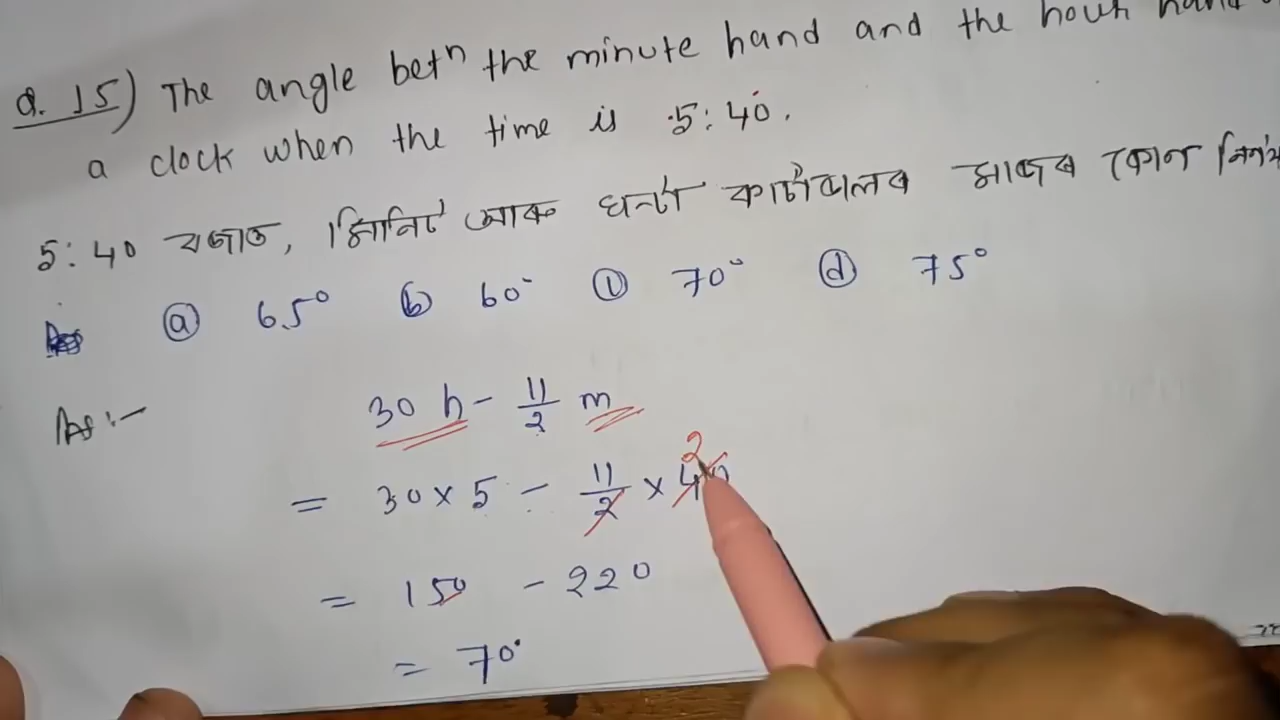 Q. 15) The angle betⁿ the minute hand and the hour hand
a clock when the time is 5:40.
5:40 বজাত, মিনিট আৰু ঘন্টা কাটাৰ মাজৰ কোন
ⓐ 65° ⓑ 60° ⓒ 70° ⓓ 75°
Ans:- 30 h - 11/2 m
= 30 × 5 - 11/2 × 40 2
= 150 - 220
= 70°